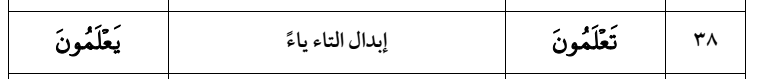 ٣٨ تَعْلَمُونَ إبدال التاء ياءً يَعْلَمُونَ